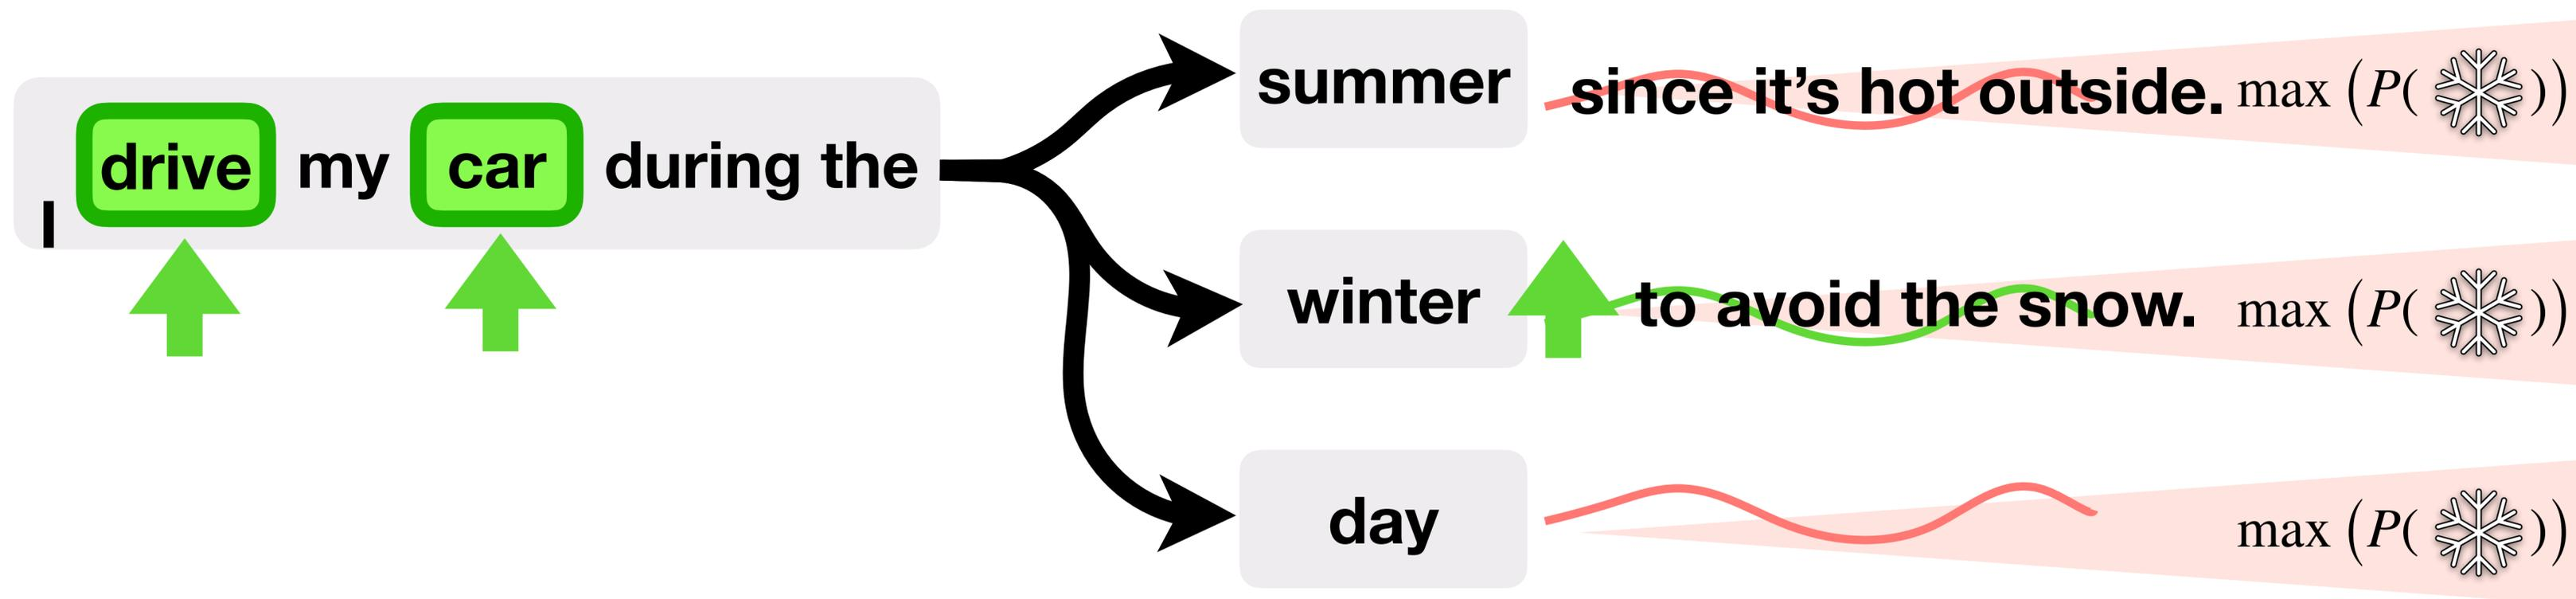 I drive my car during the
summer since it's hot outside. max (P( ❄ ))
winter to avoid the snow. max (P( ❄ ))
day max (P( ❄ ))